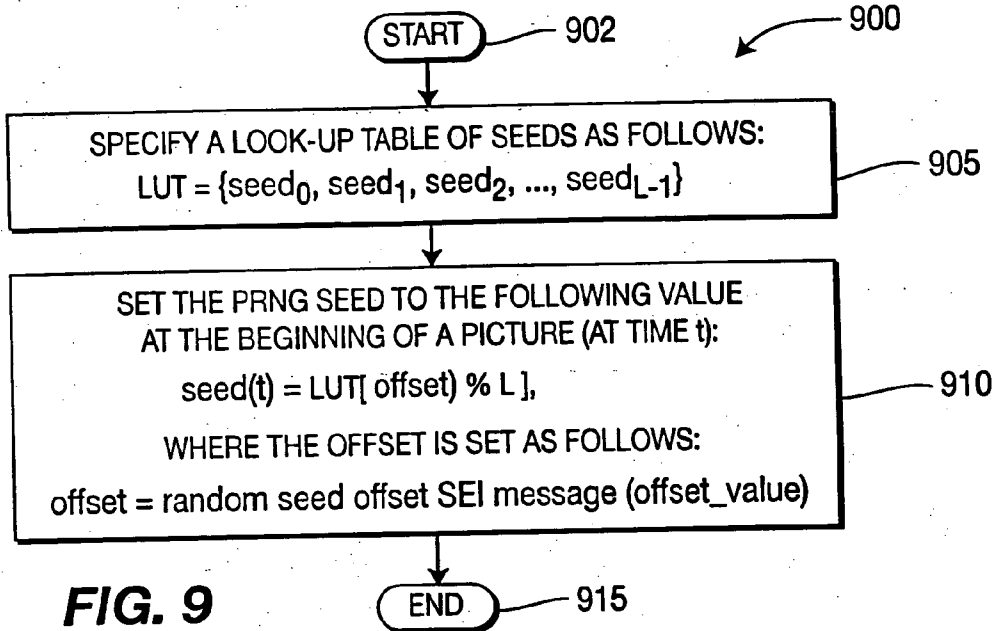 START
902
900
SPECIFY A LOOK-UP TABLE OF SEEDS AS FOLLOWS:
LUT = {seed0, seed1, seed2, ..., seedL-1}
905
SET THE PRNG SEED TO THE FOLLOWING VALUE
AT THE BEGINNING OF A PICTURE (AT TIME t):
seed(t) = LUT[ offset) % L ],
910
WHERE THE OFFSET IS SET AS FOLLOWS:
offset = random seed offset SEI message (offset_value)
FIG. 9
END
915